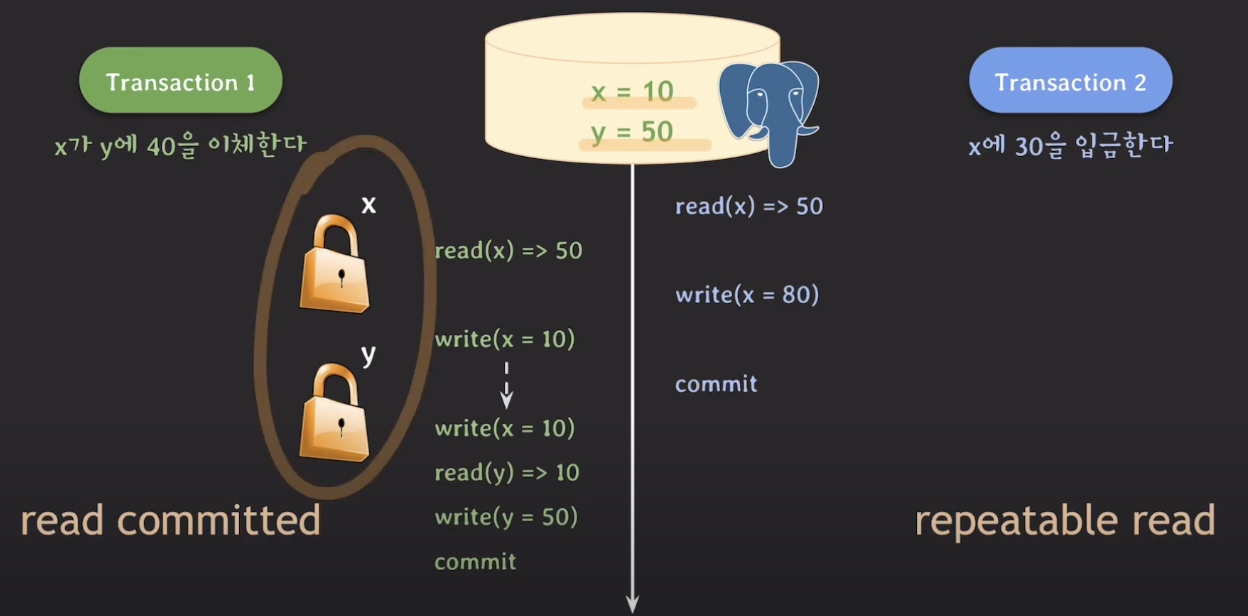 Transaction 1
x가 y에 40을 이체한다
x = 10
y = 50
Transaction 2
x에 30을 입금한다
x
y
read(x) => 50
read(x) => 50
write(x = 80)
write(x = 10)
commit
write(x = 10)
read(y) => 10
write(y = 50)
commit
read committed
repeatable read